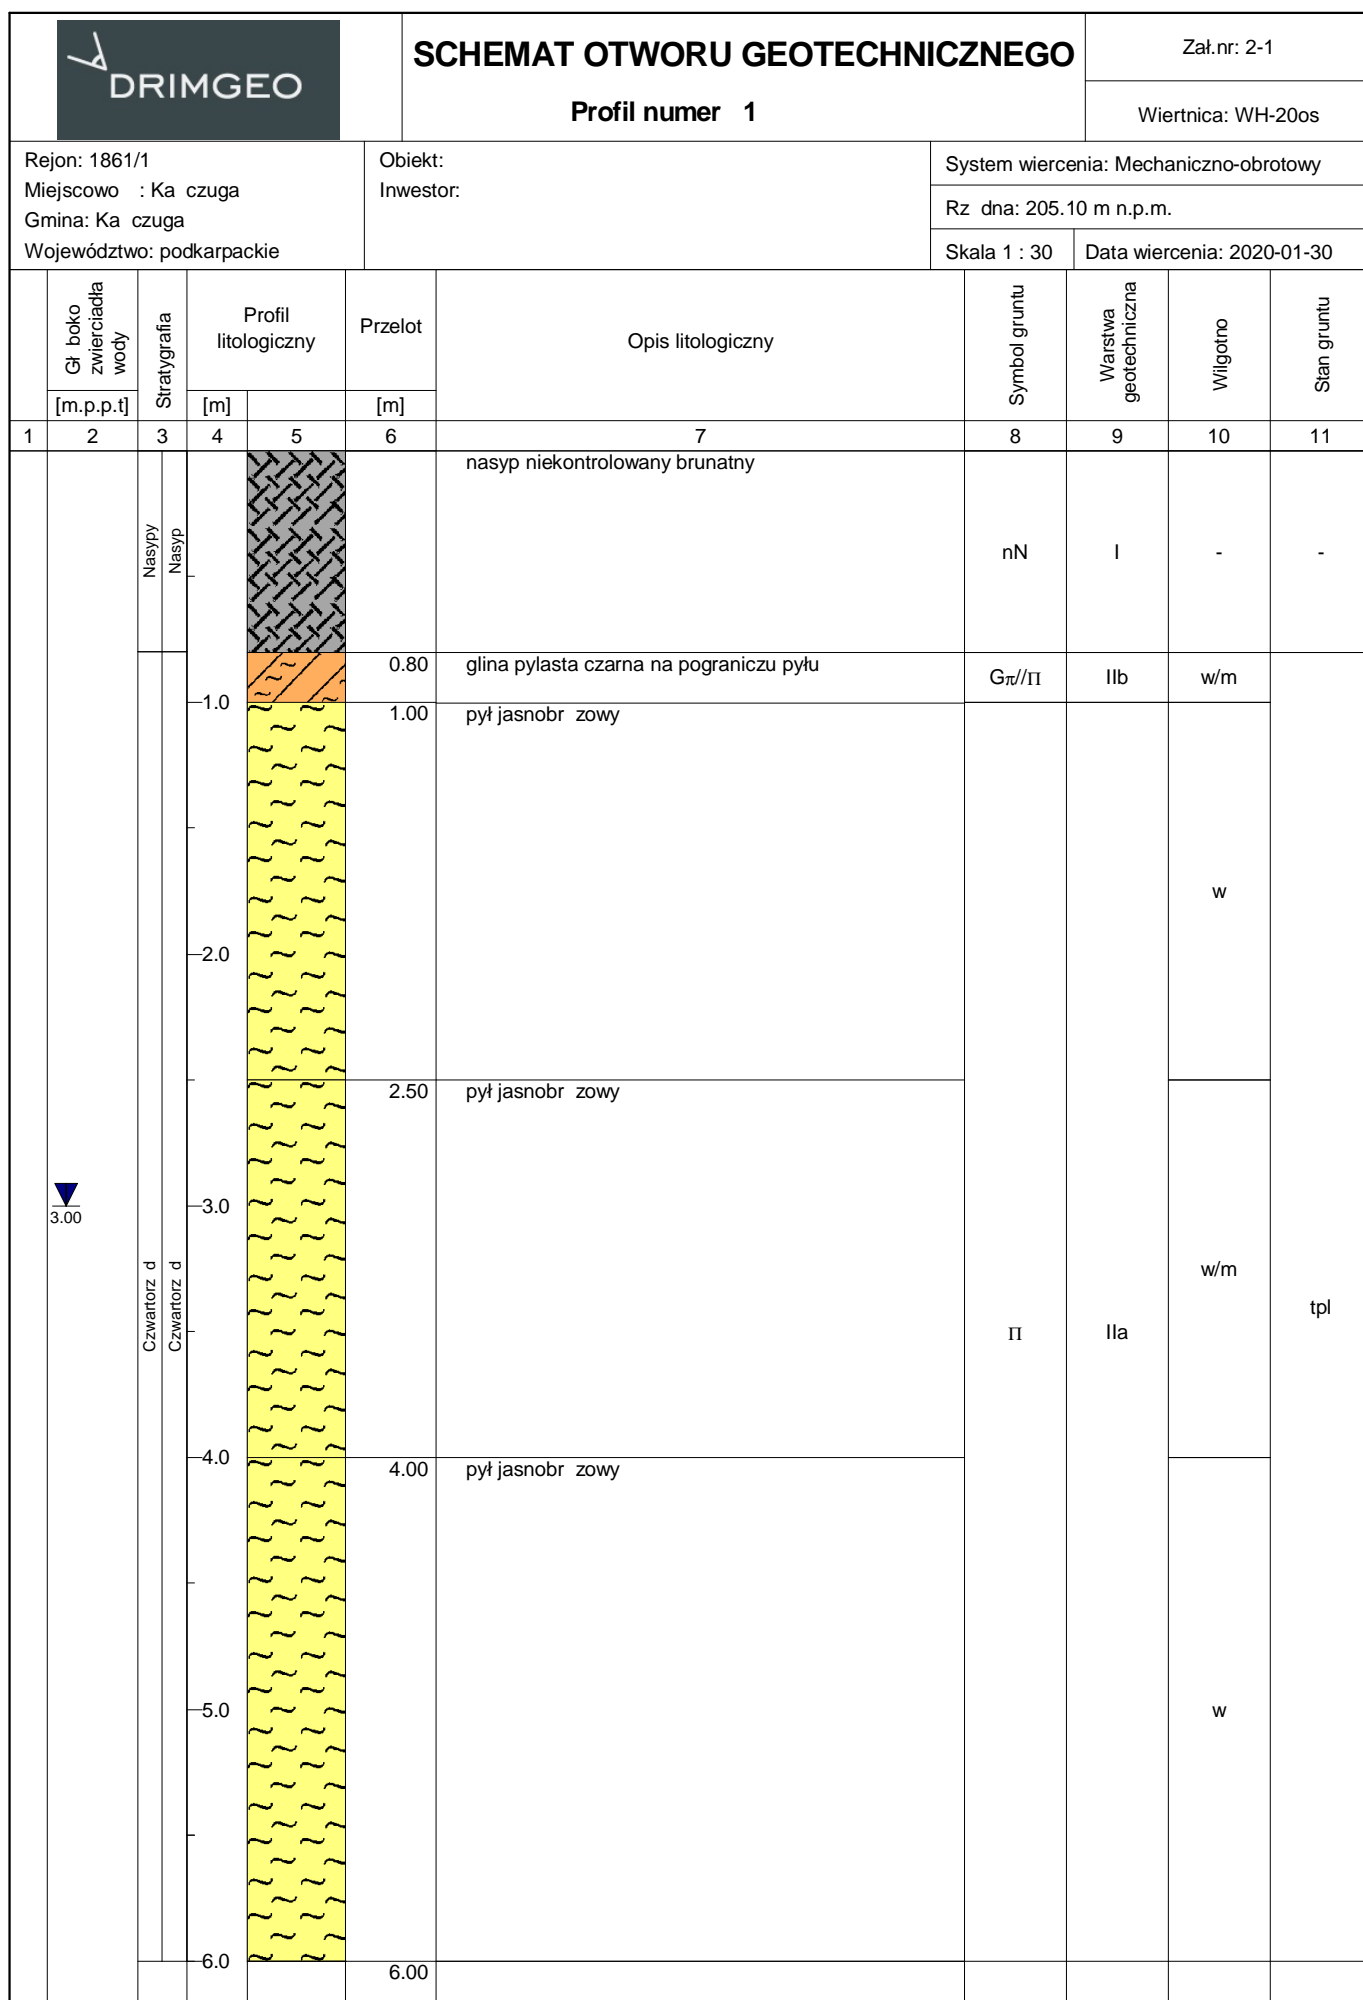 DRIMGEO
SCHEMAT OTWORU GEOTECHNICZNEGO
Profil numer 1
Zał.nr: 2-1
Wiertnica: WH-20os
Rejon: 1861/1
Miejscowo : Ka czuga
Gmina: Ka czuga
Województwo: podkarpackie
Obiekt:
Inwestor:
System wiercenia: Mechaniczno-obrotowy
Rz dna: 205.10 m n.p.m.
Skala 1 : 30
Data wiercenia: 2020-01-30
Gł boko
zwierciadła
wody
[m.p.p.t]
Stratygrafia
Profil
litologiczny
[m]
Przelot
[m]
Opis litologiczny
Symbol gruntu
Warstwa
geotechniczna
Wilgotno
Stan gruntu
1 2 3 4 5 6 7 8 9 10 11
nasyp niekontrolowany brunatny
Nasypy
Nasyp
nN I - -
0.80 glina pylasta czarna na pograniczu pyłu
Gπ//Π IIb w/m
1.0
1.00 pył jasnobr zowy
w
2.0
2.50 pył jasnobr zowy
3.0
3.00
Czwartorz d
Czwartorz d
w/m
tpl
Π IIa
4.0
4.00 pył jasnobr zowy
5.0
w
6.0
6.00